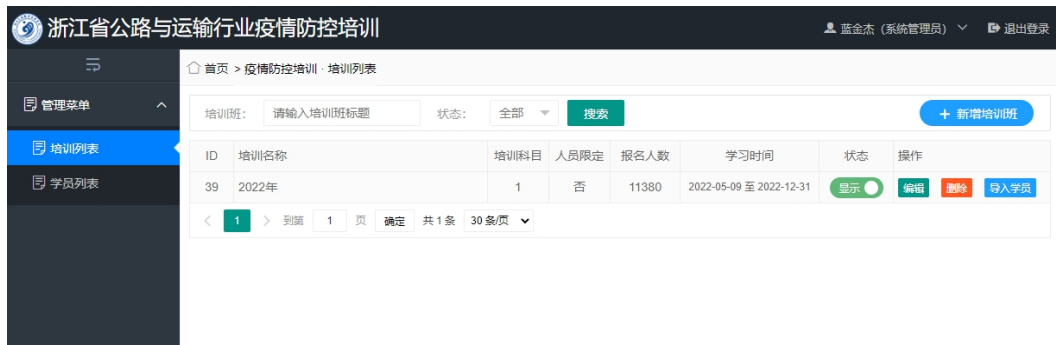 浙江省公路与运输行业疫情防控培训
蓝金杰（系统管理员） 退出登录
首页 > 疫情防控培训 · 培训列表
管理菜单
培训列表
学员列表
培训班： 请输入培训班标题 状态： 全部 搜索 + 新增培训班
ID 培训名称 培训科目 人员限定 报名人数 学习时间 状态 操作
39 2022年 1 否 11380 2022-05-09 至 2022-12-31 显示 编辑 删除 导入学员
< 1 > 到第 1 页 确定 共 1 条 30 条/页